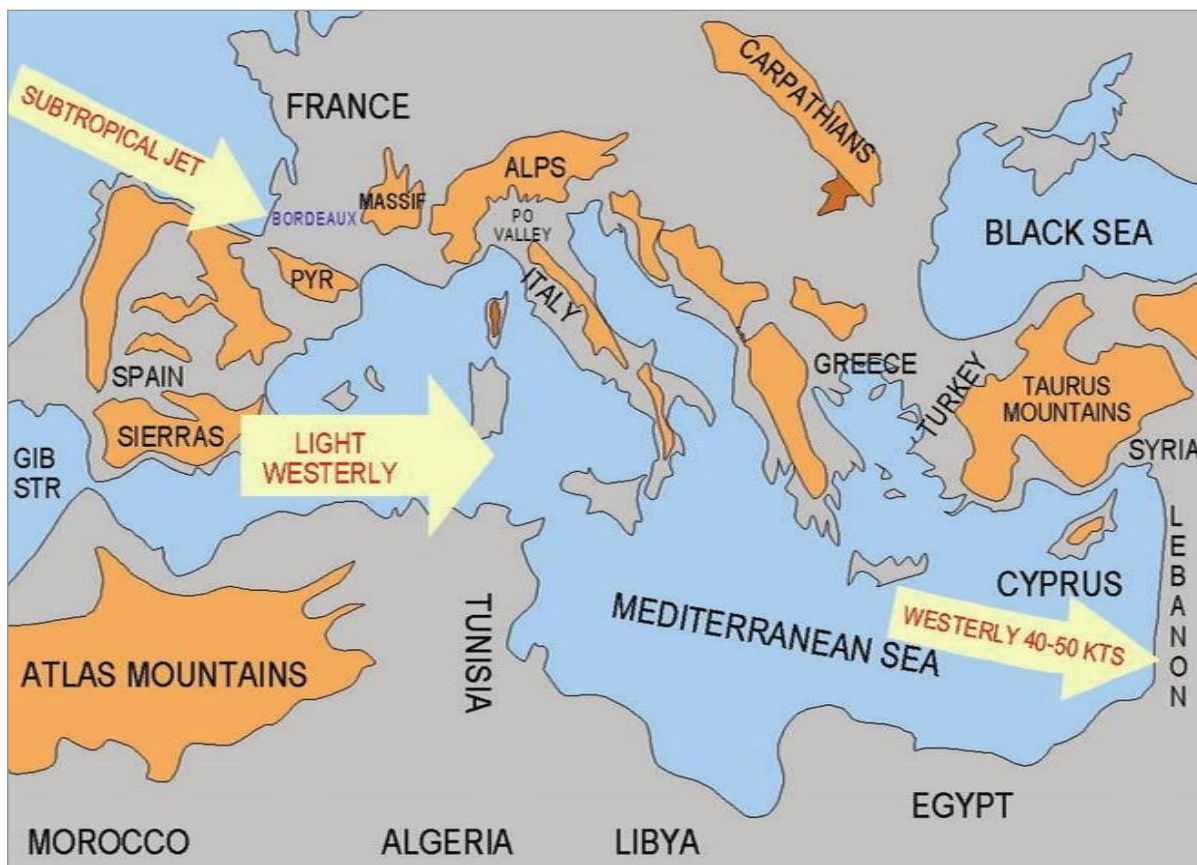 SUBTROPICAL JET
FRANCE
CARPATHIANS
ALPS
MASSIF
BORDEAUX
PO
VALLEY
BLACK SEA
PYR
ITALY
SPAIN
GREECE
TURKEY
TAURUS
MOUNTAINS
SIERRAS
LIGHT
WESTERLY
GIB
STR
SYRIA
LEBANON
CYPRUS
TUNISIA
MEDITERRANEAN SEA
WESTERLY 40-50 KTS
ATLAS MOUNTAINS
EGYPT
MOROCCO
ALGERIA
LIBYA